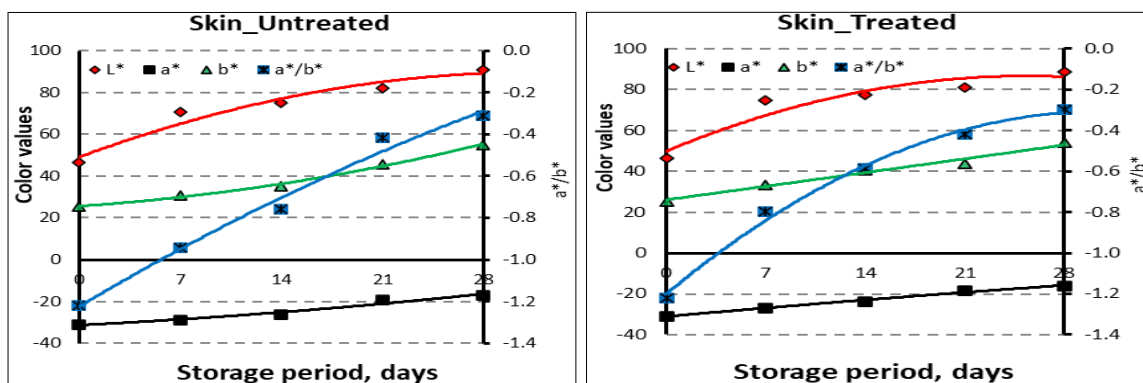 Skin_Untreated
100
80
60
40
20
0
-20
-40
Color values
L*
a*
b*
a*/b*
0.0
-0.2
-0.4
-0.6
-0.8
-1.0
-1.2
-1.4
a*/b*
0
7
14
21
28
Storage period, days
Skin_Treated
100
80
60
40
20
0
-20
-40
Color values
L*
a*
b*
a*/b*
0.0
-0.2
-0.4
-0.6
-0.8
-1.0
-1.2
-1.4
a*/b*
0
7
14
21
28
Storage period, days